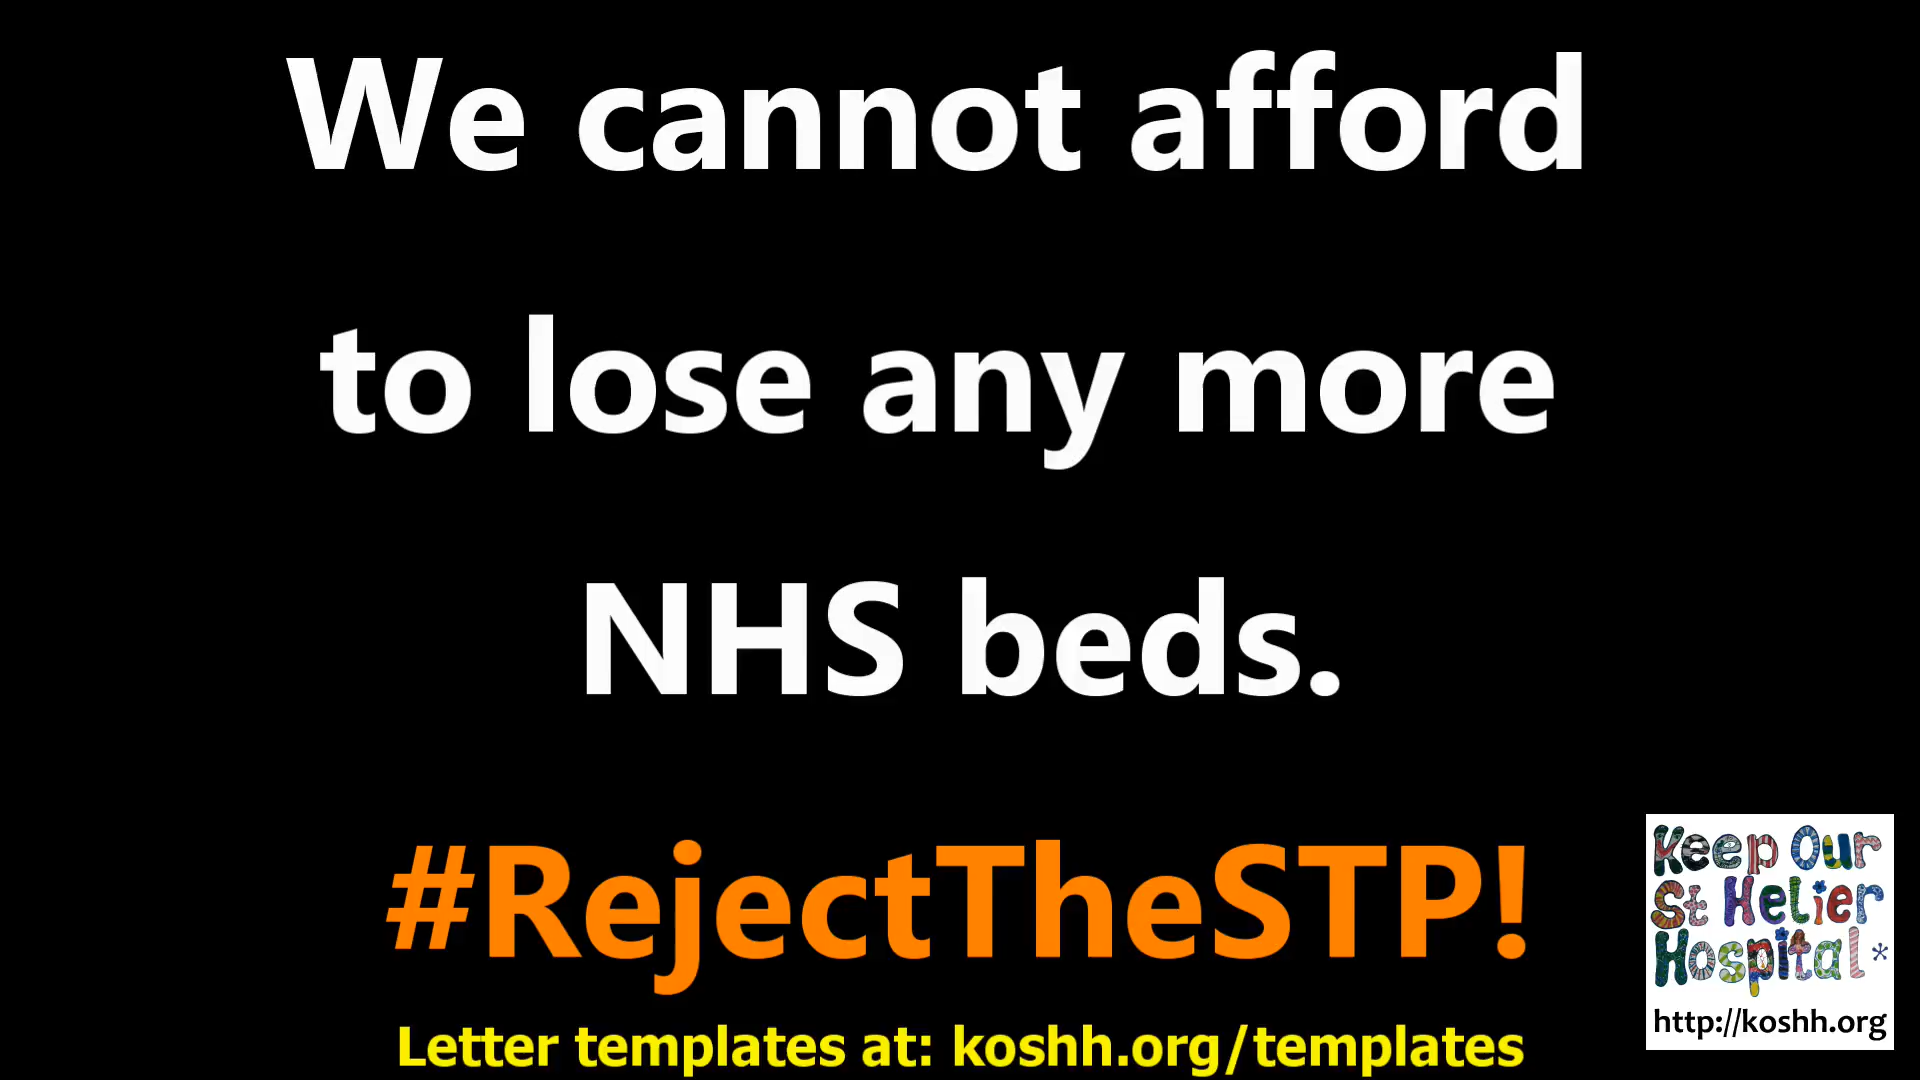 We cannot afford
to lose any more
NHS beds.
#RejectTheSTP!
Letter templates at: koshh.org/templates
Keep Our
St Helier
Hospital*
http://koshh.org